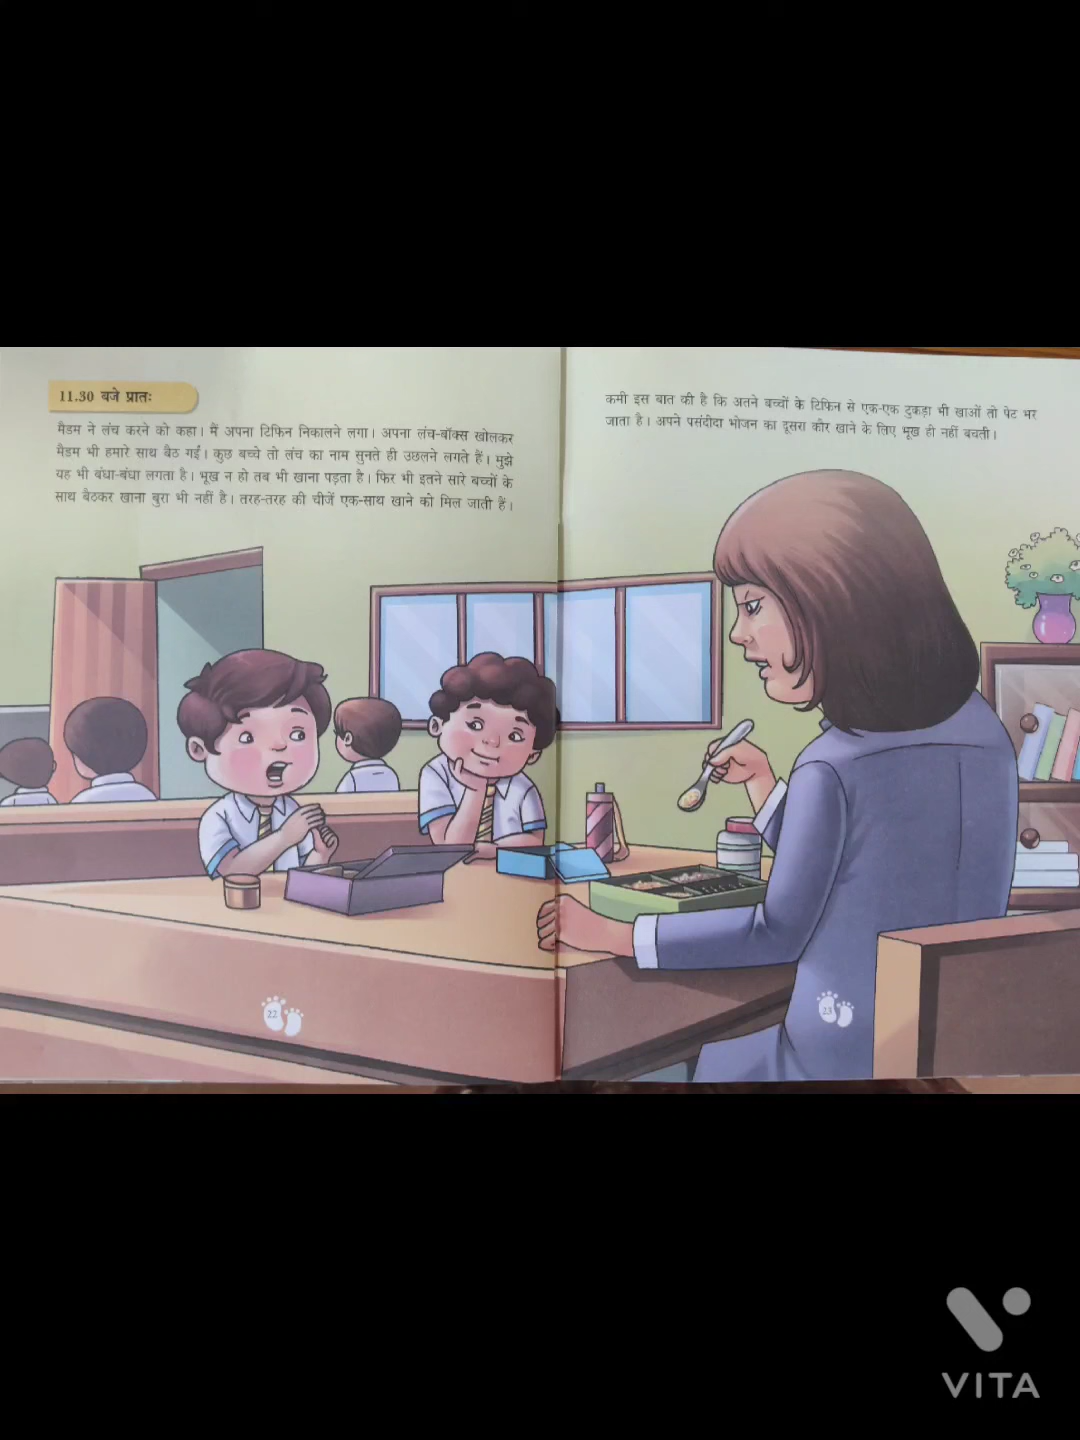 11.30 बजे प्रातः
मैडम ने लंच करने को कहा। मैं अपना टिफिन निकालने लगा। अपना लंच-बॉक्स खोलकर
मैडम भी हमारे साथ बैठ गईं। कुछ बच्चे तो लंच का नाम सुनते ही उछलने लगते हैं। मुझे
यह भी बंधा-बंधा लगता है। भूख न हो तब भी खाना पड़ता है। फिर भी इतने सारे बच्चों के
साथ बैठकर खाना बुरा भी नहीं है। तरह-तरह की चीजें एक-साथ खाने को मिल जाती हैं।
कमी इस बात की है कि अतने बच्चों के टिफिन से एक-एक टुकड़ा भी खाओं तो पेट भर
जाता है। अपने पसंदीदा भोजन का दूसरा कौर खाने के लिए भूख ही नहीं बचती।
22
23
VITA